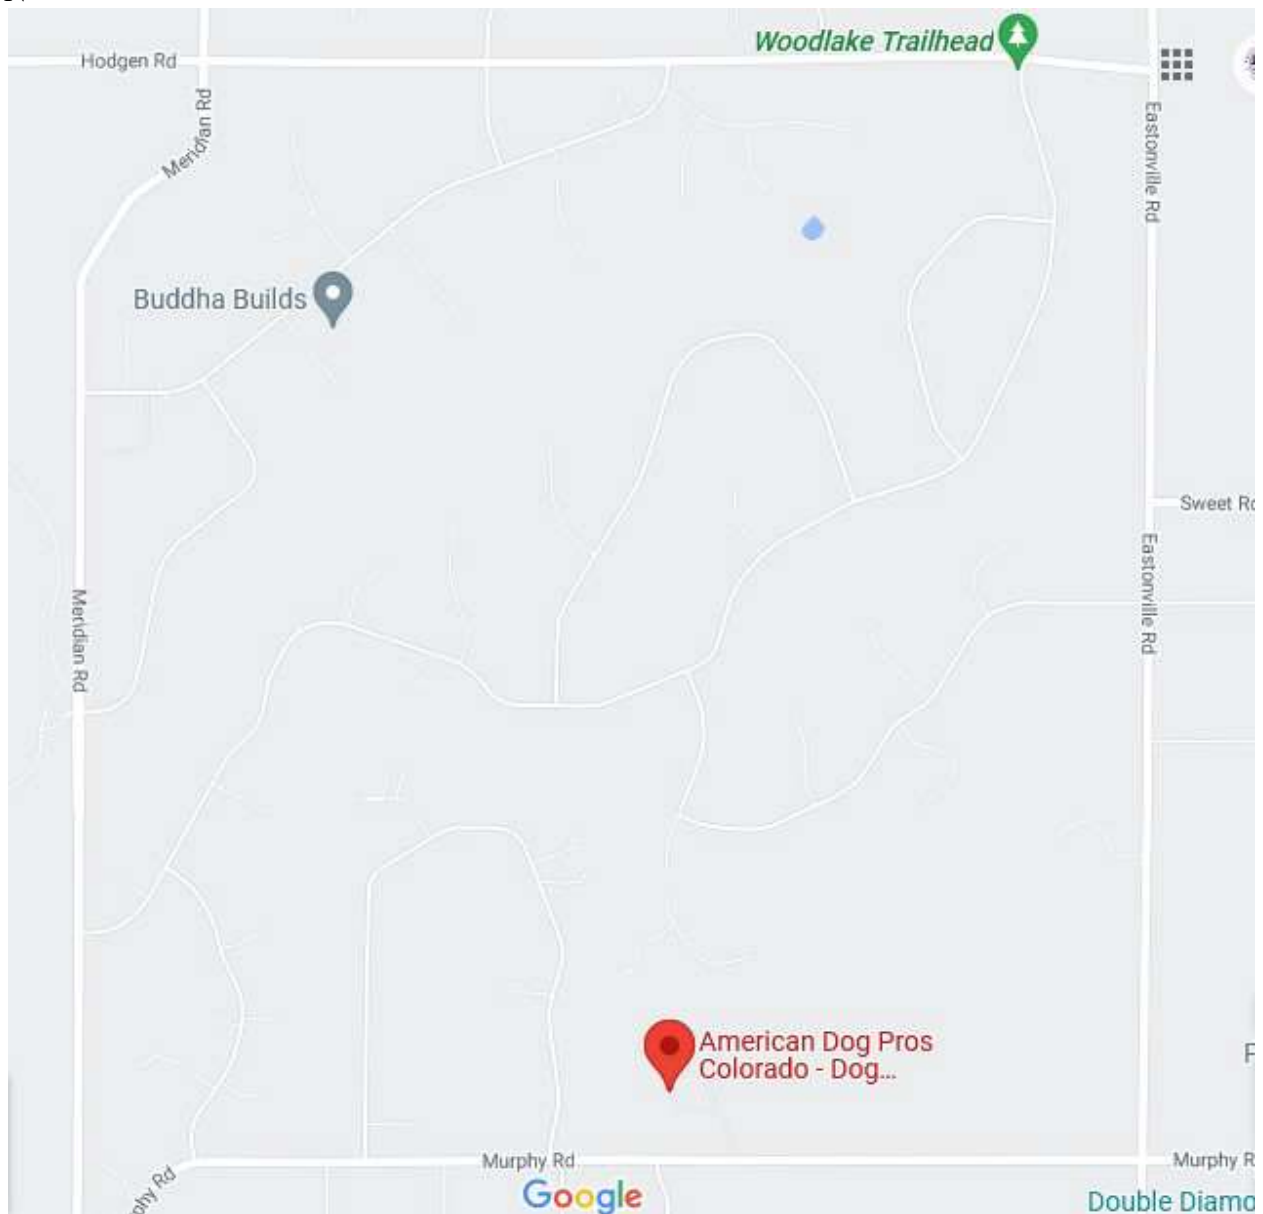 Woodlake Trailhead
Hodgen Rd
Meridian Rd
Eastonville Rd
Buddha Builds
Sweet
Eastonville Rd
Meridian Rd
American Dog Pros
Colorado - Dog...
Murphy Rd
Murphy
Rd
Google
Double